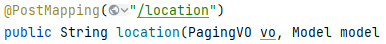 @PostMapping("/location")
public String location(PagingVO vo, Model model